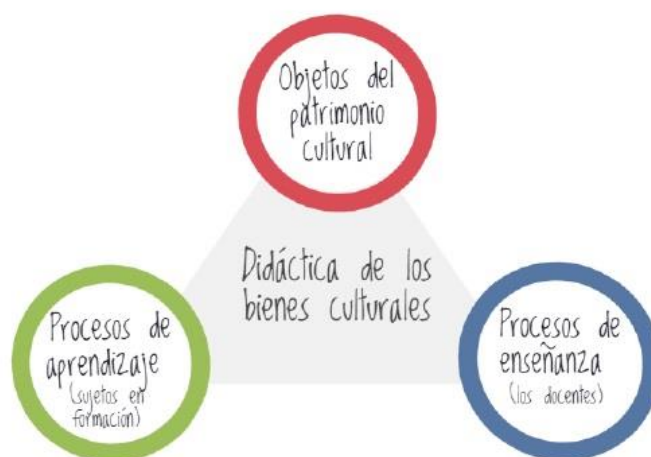 Objetos del
patrimonio
cultural
Didáctica de los
bienes culturales
Procesos de
aprendizaje
(sujetos en
formación)
Procesos de
enseñanza
(los docentes)